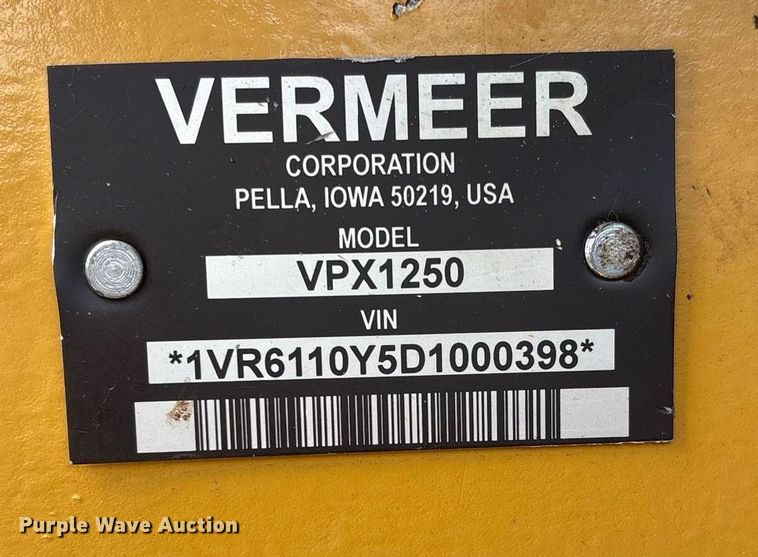 VERMEER
CORPORATION
PELLA, IOWA 50219, USA
MODEL
VPX1250
VIN
*1VR6110Y5D1000398*
Purple Wave Auction